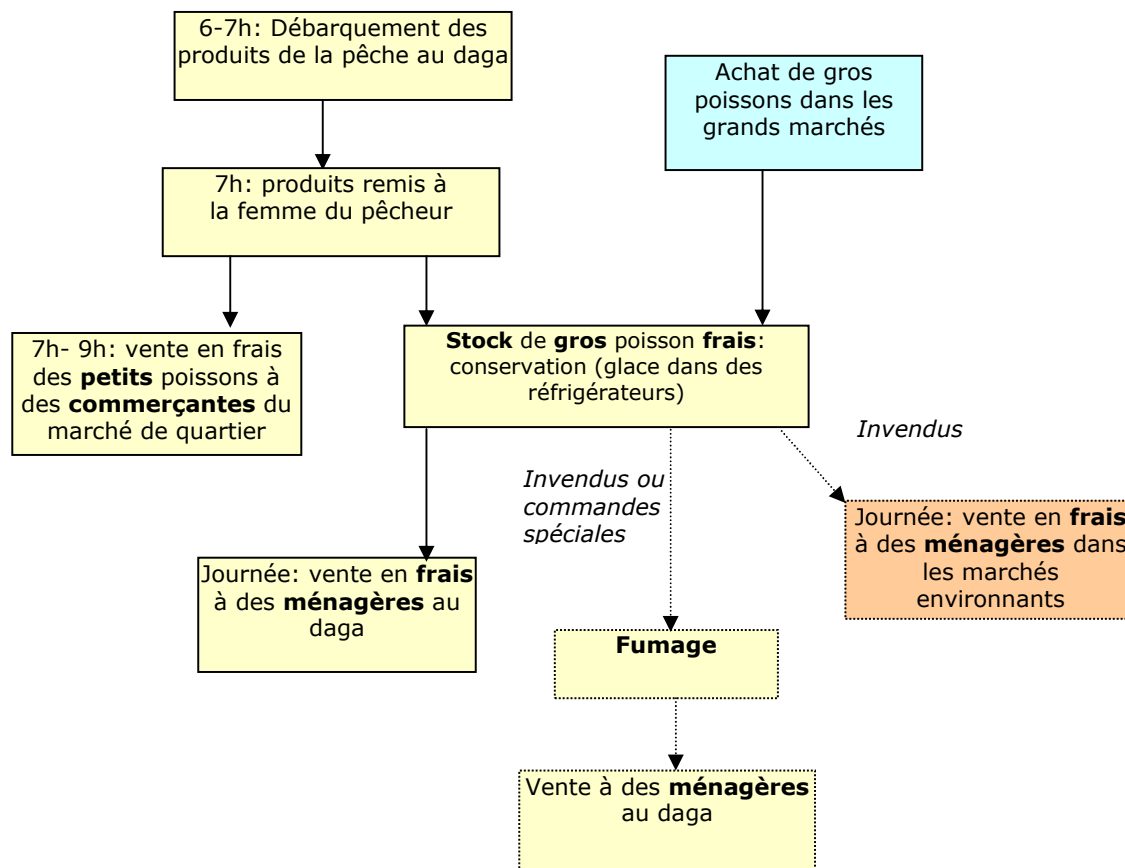 6-7h: Débarquement des
produits de la pêche au daga
Achat de gros
poissons dans les
grands marchés
7h: produits remis à
la femme du pêcheur
7h- 9h: vente en frais
des petits poissons à
des commerçantes du
marché de quartier
Stock de gros poisson frais:
conservation (glace dans des
réfrigérateurs)
Invendus
Invendus ou
commandes
spéciales
Journée: vente en frais
à des ménagères dans
les marchés
environnants
Journée: vente en frais
à des ménagères au
daga
Fumage
Vente à des ménagères
au daga